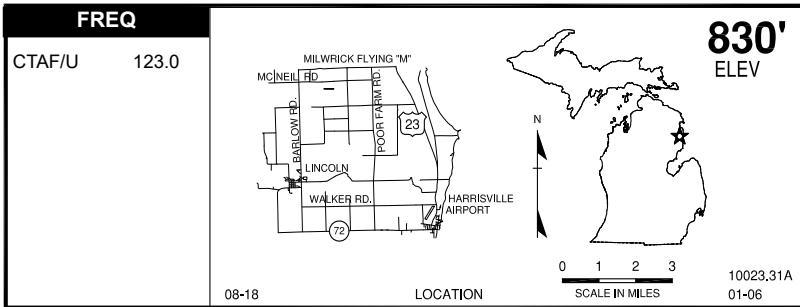 FREQ
CTAF/U 123.0
MILWRICK FLYING "M"
MC NEIL RD
BARLOW RD.
POOR FARM RD.
23
LINCOLN
WALKER RD.
HARRISVILLE
AIRPORT
72
N
830'
ELEV
0 1 2 3
SCALE IN MILES
10023.31A
08-18 LOCATION 01-06